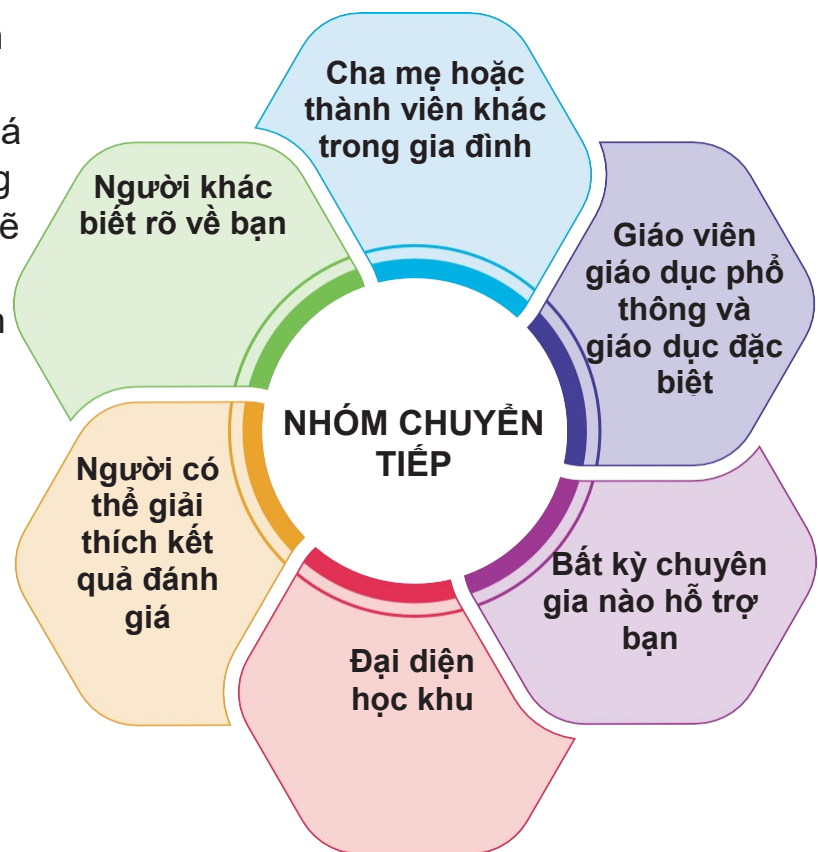 Cha mẹ hoặc
thành viên khác
trong gia đình
Giáo viên
giáo dục phổ
thông và
giáo dục đặc
biệt
Bất kỳ chuyên
gia nào hỗ trợ
bạn
Đại diện
học khu
Người có
thể giải
thích kết
quả đánh
giá
Người khác
biết rõ về bạn
NHÓM CHUYỂN
TIẾP